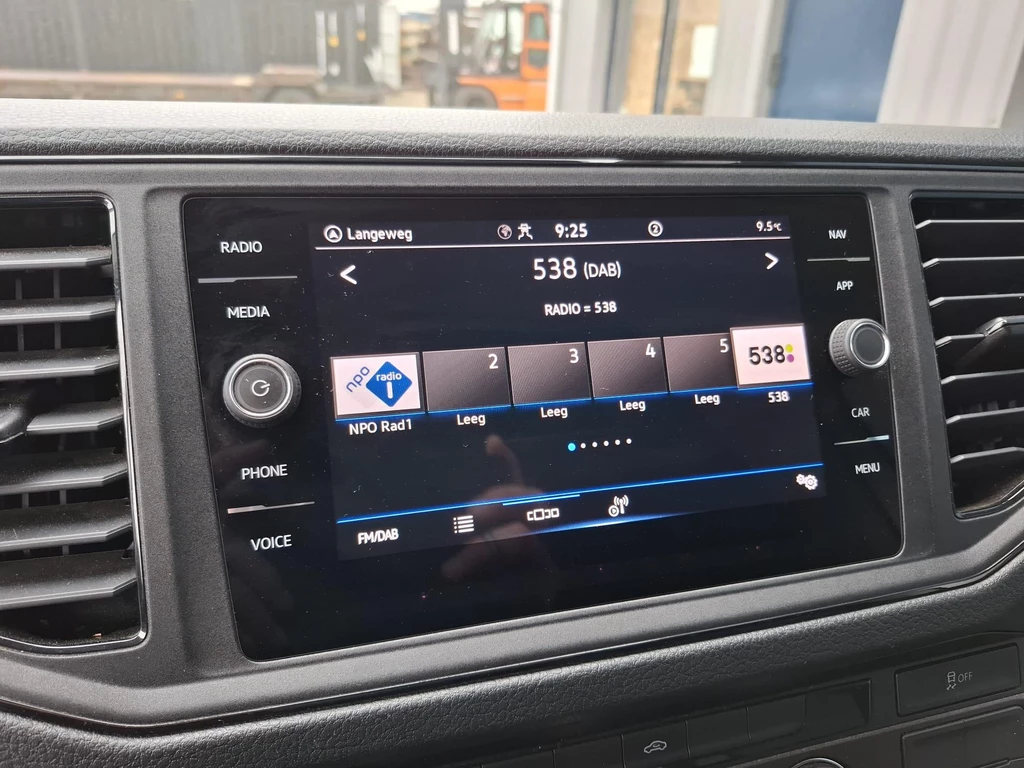 RADIO
MEDIA
PHONE
VOICE
Langeweg
9:25
2
9.5°C
538 (DAB)
RADIO = 538
npo radio 1
2
3
4
5
538
NPO Rad1
Leeg
Leeg
Leeg
Leeg
538
FM/DAB
NAV
APP
CAR
MENU
OFF